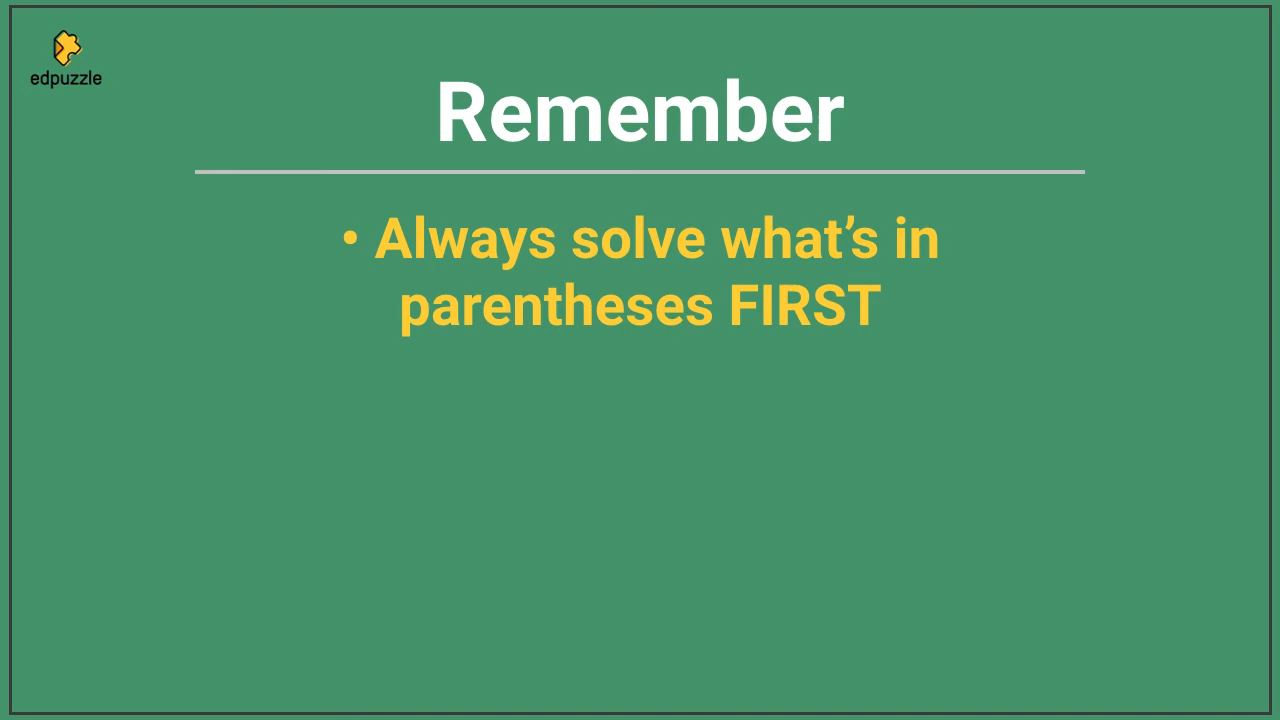 edpuzzle
Remember
• Always solve what’s in
parentheses FIRST